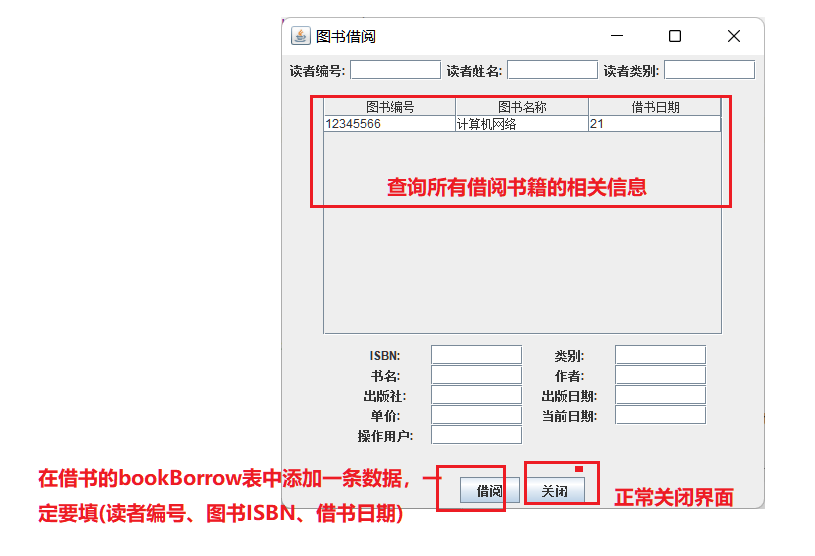 图书借阅
读者编号: 读者姓名: 读者类别:
图书编号 图书名称 借书日期
12345566 计算机网络 21
查询所有借阅书籍的相关信息
ISBN: 类别:
书名: 作者:
出版社: 出版日期:
单价: 当前日期:
操作用户:
在借书的bookBorrow表中添加一条数据，一
定要填(读者编号、图书ISBN、借书日期)
借阅 关闭
正常关闭界面